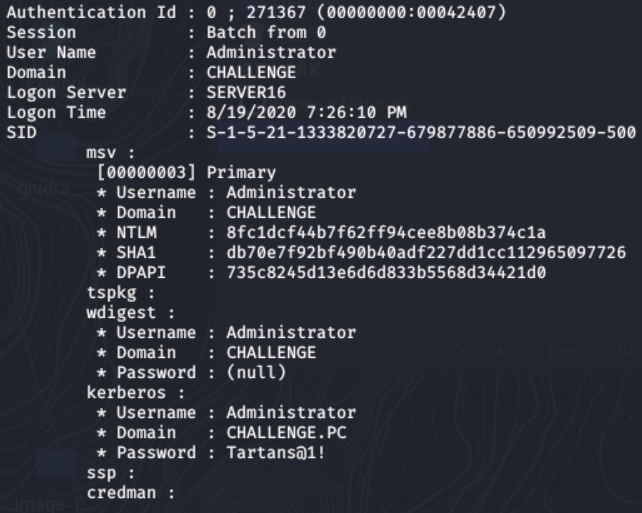 Authentication Id : 0 ; 271367 (00000000:00042407)
Session           : Batch from 0
User Name         : Administrator
Domain            : CHALLENGE
Logon Server      : SERVER16
Logon Time        : 8/19/2020 7:26:10 PM
SID               : S-1-5-21-1333820727-679877886-650992509-500
        msv :
         [00000003] Primary
         * Username : Administrator
         * Domain   : CHALLENGE
         * NTLM     : 8fc1dcf44b7f62ff94cee8b08b374c1a
         * SHA1     : db70e7f92bf490b40adf227dd1cc112965097726
         * DPAPI    : 735c8245d13e6d6d833b5568d34421d0
        tspkg :
        wdigest :
         * Username : Administrator
         * Domain   : CHALLENGE
         * Password : (null)
        kerberos :
         * Username : Administrator
         * Domain   : CHALLENGE.PC
         * Password : Tartans@1!
        ssp :
        credman :
ghidra